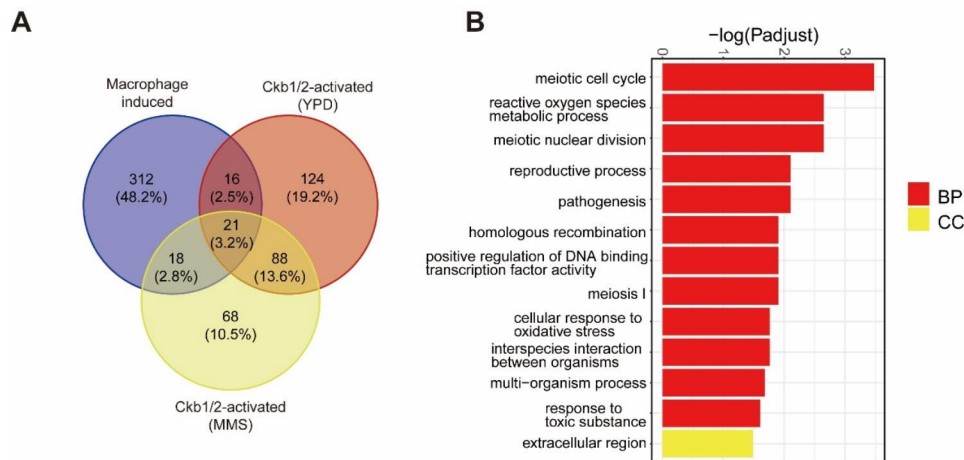 A
Macrophage
induced
Ckb1/2-activated
(YPD)
312
(48.2%)
16
(2.5%)
124
(19.2%)
21
(3.2%)
18
(2.8%)
88
(13.6%)
68
(10.5%)
Ckb1/2-activated
(MMS)
B
−log(Padjust)
0 1 2 3
meiotic cell cycle
reactive oxygen species
metabolic process
meiotic nuclear division
reproductive process
pathogenesis
homologous recombination
positive regulation of DNA binding
transcription factor activity
meiosis I
cellular response to
oxidative stress
interspecies interaction
between organisms
multi-organism process
response to
toxic substance
extracellular region
BP
CC